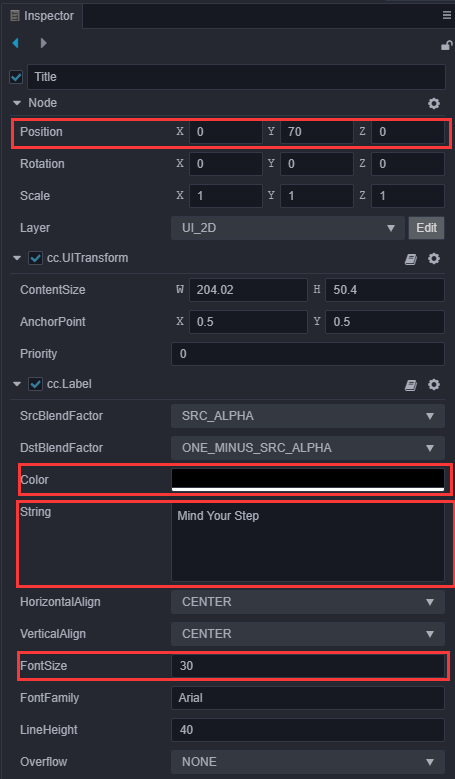 Inspector
Title
Node
Position X 0 Y 70 Z 0
Rotation X 0 Y 0 Z 0
Scale X 1 Y 1 Z 1
Layer UI_2D Edit
cc.UITransform
ContentSize W 204.02 H 50.4
AnchorPoint X 0.5 Y 0.5
Priority 0
cc.Label
SrcBlendFactor SRC_ALPHA
DstBlendFactor ONE_MINUS_SRC_ALPHA
Color
String Mind Your Step
HorizontalAlign CENTER
VerticalAlign CENTER
FontSize 30
FontFamily Arial
LineHeight 40
Overflow NONE